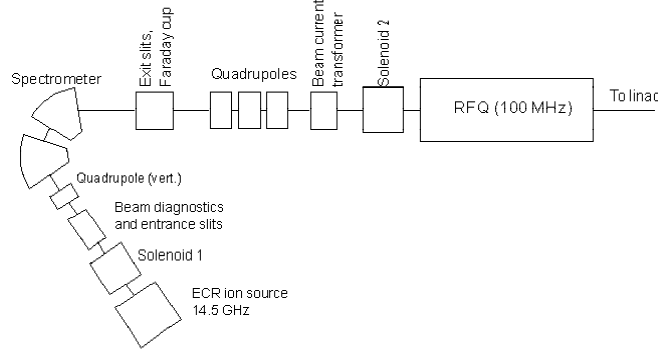 Exit slits,
Faraday cup
Beam current
transformer
Solenoid 2
Spectrometer
Quadrupoles
RFQ (100 MHz)
To linac
Quadrupole (vert.)
Beam diagnostics
and entrance slits
Solenoid 1
ECR ion source
14.5 GHz